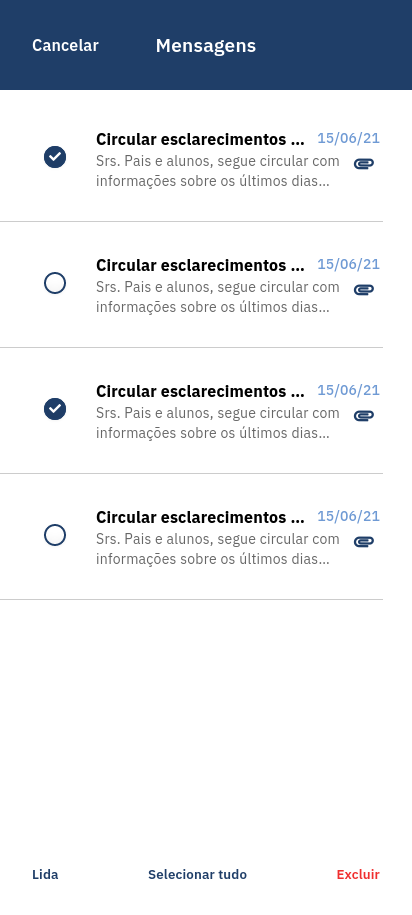 Cancelar
Mensagens
Circular esclarecimentos ... 15/06/21
Srs. Pais e alunos, segue circular com
informações sobre os últimos dias...
Circular esclarecimentos ... 15/06/21
Srs. Pais e alunos, segue circular com
informações sobre os últimos dias...
Circular esclarecimentos ... 15/06/21
Srs. Pais e alunos, segue circular com
informações sobre os últimos dias...
Circular esclarecimentos ... 15/06/21
Srs. Pais e alunos, segue circular com
informações sobre os últimos dias...
Lida
Selecionar tudo
Excluir